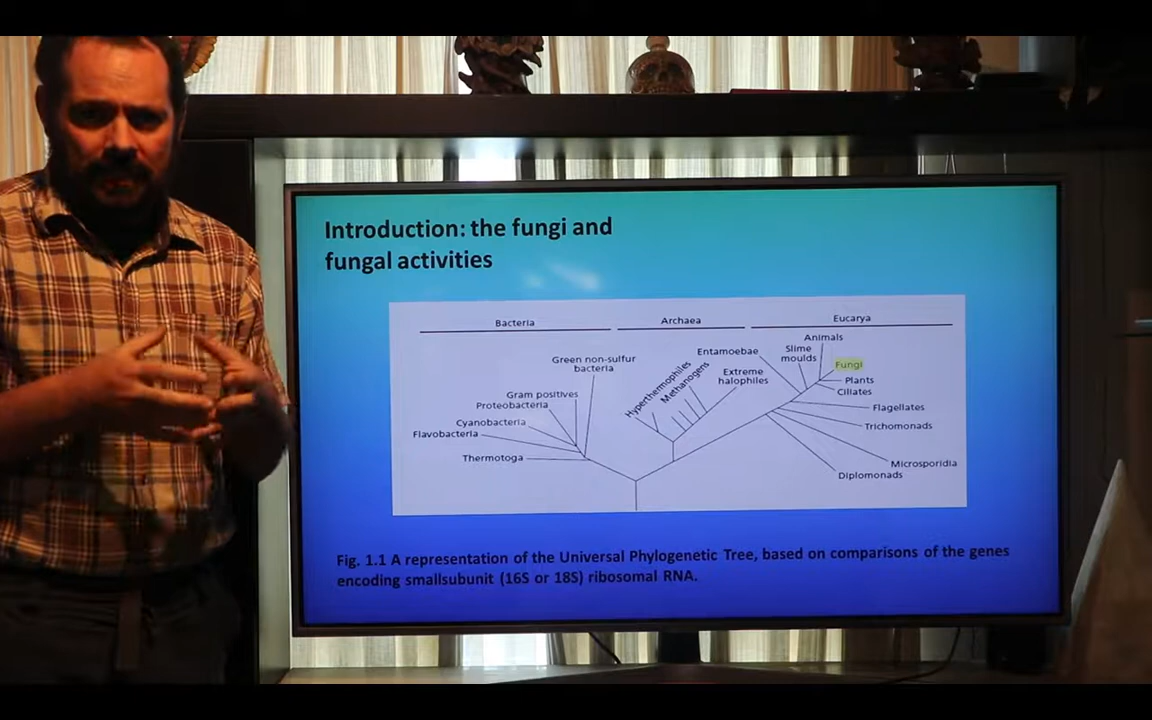 Introduction: the fungi and
fungal activities
Bacteria
Archaea
Eucarya
Green non-sulfur
bacteria
Gram positives
Proteobacteria
Cyanobacteria
Flavobacteria
Thermotoga
Hyperthermophiles
Methanogens
Entamoebae
Extreme
halophiles
Slime
moulds
Animals
Fungi
Plants
Ciliates
Flagellates
Trichomonads
Microsporidia
Diplomonads
Fig. 1.1 A representation of the Universal Phylogenetic Tree, based on comparisons of the genes
encoding smallsubunit (16S or 18S) ribosomal RNA.